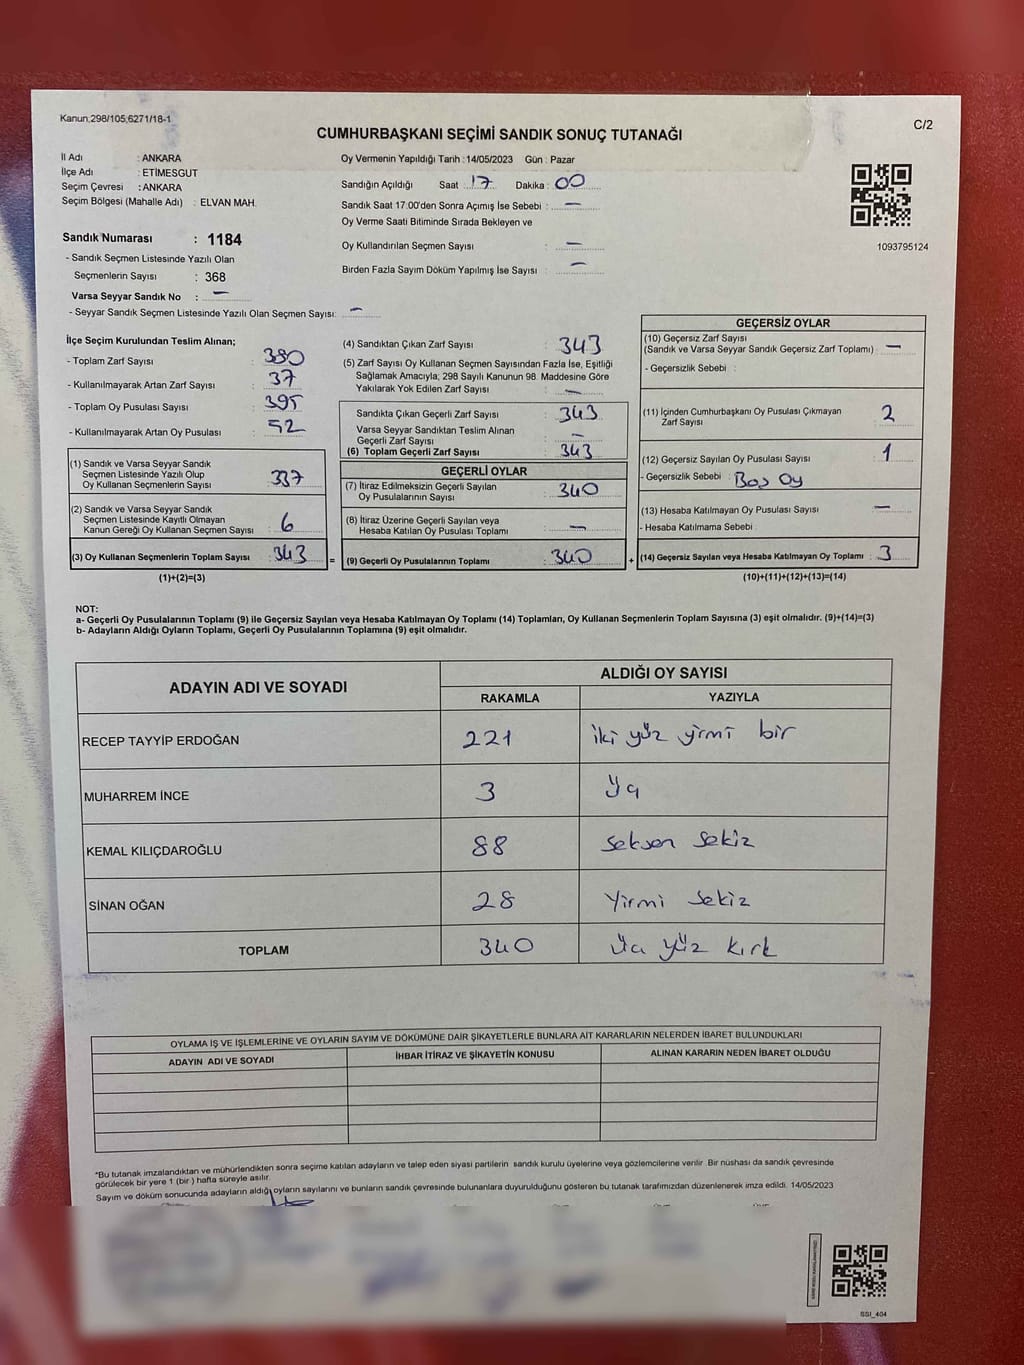 Kanun;298/105;6271/18-1
C/2
CUMHURBAŞKANI SEÇİMİ SANDIK SONUÇ TUTANAĞI
İl Adı : ANKARA
İlçe Adı : ETİMESGUT
Seçim Çevresi : ANKARA
Seçim Bölgesi (Mahalle Adı) : ELVAN MAH.
Sandık Numarası : 1184
- Sandık Seçmen Listesinde Yazılı Olan
Seçmenlerin Sayısı : 368
Varsa Seyyar Sandık No : –
- Seyyar Sandık Seçmen Listesinde Yazılı Olan Seçmen Sayısı: –
Oy Vermenin Yapıldığı Tarih : 14/05/2023 Gün : Pazar
Sandığın Açıldığı Saat : 17 Dakika : 00
Sandık Saat 17:00'den Sonra Açımış İse Sebebi : –
Oy Verme Saati Bitiminde Sırada Bekleyen ve
Oy Kullandırılan Seçmen Sayısı : –
Birden Fazla Sayım Döküm Yapılmış İse Sayısı : –
1093795124
İlçe Seçim Kurulundan Teslim Alınan;
- Toplam Zarf Sayısı : 380
- Kullanılmayarak Artan Zarf Sayısı : 37
- Toplam Oy Pusulası Sayısı : 395
- Kullanılmayarak Artan Oy Pusulası : 52
(1) Sandık ve Varsa Seyyar Sandık
Seçmen Listesinde Yazılı Olup
Oy Kullanan Seçmenlerin Sayısı : 337
(2) Sandık ve Varsa Seyyar Sandık
Seçmen Listesinde Kayıtlı Olmayan
Kanun Gereği Oy Kullanan Seçmen Sayısı : 6
(3) Oy Kullanan Seçmenlerin Toplam Sayısı : 343 =
(1)+(2)=(3)
(4) Sandıktan Çıkan Zarf Sayısı : 343
(5) Zarf Sayısı Oy Kullanan Seçmen Sayısından Fazla İse, Eşitliği
Sağlamak Amacıyla; 298 Sayılı Kanunun 98. Maddesine Göre
Yakılarak Yok Edilen Zarf Sayısı : –
Sandıkta Çıkan Geçerli Zarf Sayısı : 343
Varsa Seyyar Sandıktan Teslim Alınan
Geçerli Zarf Sayısı : –
(6) Toplam Geçerli Zarf Sayısı : 343
GEÇERLİ OYLAR
(7) İtiraz Edilmeksizin Geçerli Sayılan
Oy Pusulalarının Sayısı : 340
(8) İtiraz Üzerine Geçerli Sayılan veya
Hesaba Katılan Oy Pusulası Toplamı : –
(9) Geçerli Oy Pusulalarının Toplamı : 340 +
GEÇERSİZ OYLAR
(10) Geçersiz Zarf Sayısı
(Sandık ve Varsa Seyyar Sandık Geçersiz Zarf Toplamı) : –
- Geçersizlik Sebebi :
(11) İçinden Cumhurbaşkanı Oy Pusulası Çıkmayan
Zarf Sayısı : 2
(12) Geçersiz Sayılan Oy Pusulası Sayısı : 1
- Geçersizlik Sebebi : Boş Oy
(13) Hesaba Katılmayan Oy Pusulası Sayısı : –
- Hesaba Katılmama Sebebi :
(14) Geçersiz Sayılan veya Hesaba Katılmayan Oy Toplamı : 3
(10)+(11)+(12)+(13)=(14)
NOT:
a- Geçerli Oy Pusulalarının Toplamı (9) ile Geçersiz Sayılan veya Hesaba Katılmayan Oy Toplamı (14) Toplamları, Oy Kullanan Seçmenlerin Toplam Sayısına (3) eşit olmalıdır. (9)+(14)=(3)
b- Adayların Aldığı Oyların Toplamı, Geçerli Oy Pusulalarının Toplamına (9) eşit olmalıdır.
ADAYIN ADI VE SOYADI ALDIĞI OY SAYISI
RAKAMLA YAZIYLA
RECEP TAYYİP ERDOĞAN 221 iki yüz yirmi bir
MUHARREM İNCE 3 Üç
KEMAL KILIÇDAROĞLU 88 Seksen Sekiz
SİNAN OĞAN 28 Yirmi Sekiz
TOPLAM 340 Üç yüz kırk
OYLAMA İŞ VE İŞLEMLERİNE VE OYLARIN SAYIM VE DÖKÜMÜNE DAİR ŞİKAYETLERLE BUNLARA AİT KARARLARIN NELERDEN İBARET BULUNDUKLARI
ADAYIN ADI VE SOYADI İHBAR İTİRAZ VE ŞİKAYETİN KONUSU ALINAN KARARIN NEDEN İBARET OLDUĞU
*Bu tutanak imzalandıktan ve mühürlendikten sonra seçime katılan adayların ve talep eden siyasi partilerin sandık kurulu üyelerine veya gözlemcilerine verilir. Bir nüshası da sandık çevresinde
görülecek bir yere 1 (bir ) hafta süreyle asılır.
Sayım ve döküm sonucunda adayların aldığı oyların sayılarını ve bunların sandık çevresinde bulunanlara duyurulduğunu gösteren bu tutanak tarafımızdan düzenlenerek imza edildi. 14/05/2023
SSI_404